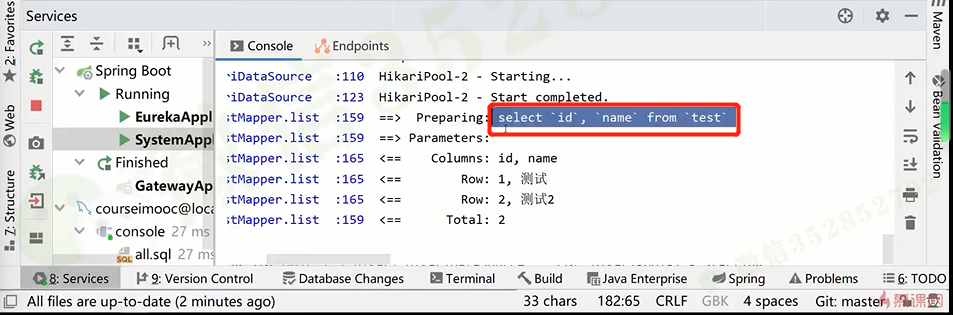 Services
2: Favorites
Web
7: Structure
Console
Endpoints
Spring Boot
Running
EurekaAppl
SystemAppl
Finished
GatewayAp
courseimooc@loca
console 27 ms
all.sql 27 ms
riDataSource :110 HikariPool-2 - Starting...
riDataSource :123 HikariPool-2 - Start completed.
stMapper.list :159 ==> Preparing: select `id`, `name` from `test`
stMapper.list :159 ==> Parameters:
stMapper.list :165 <== Columns: id, name
stMapper.list :165 <== Row: 1, 测试
stMapper.list :165 <== Row: 2, 测试2
stMapper.list :159 <== Total: 2
Maven
Bean Validation
8: Services
9: Version Control
Database Changes
Terminal
Build
Java Enterprise
Spring
Problems
6: TODO
All files are up-to-date (2 minutes ago)
33 chars
182:65
CRLF
GBK
4 spaces
Git: master
慕课网